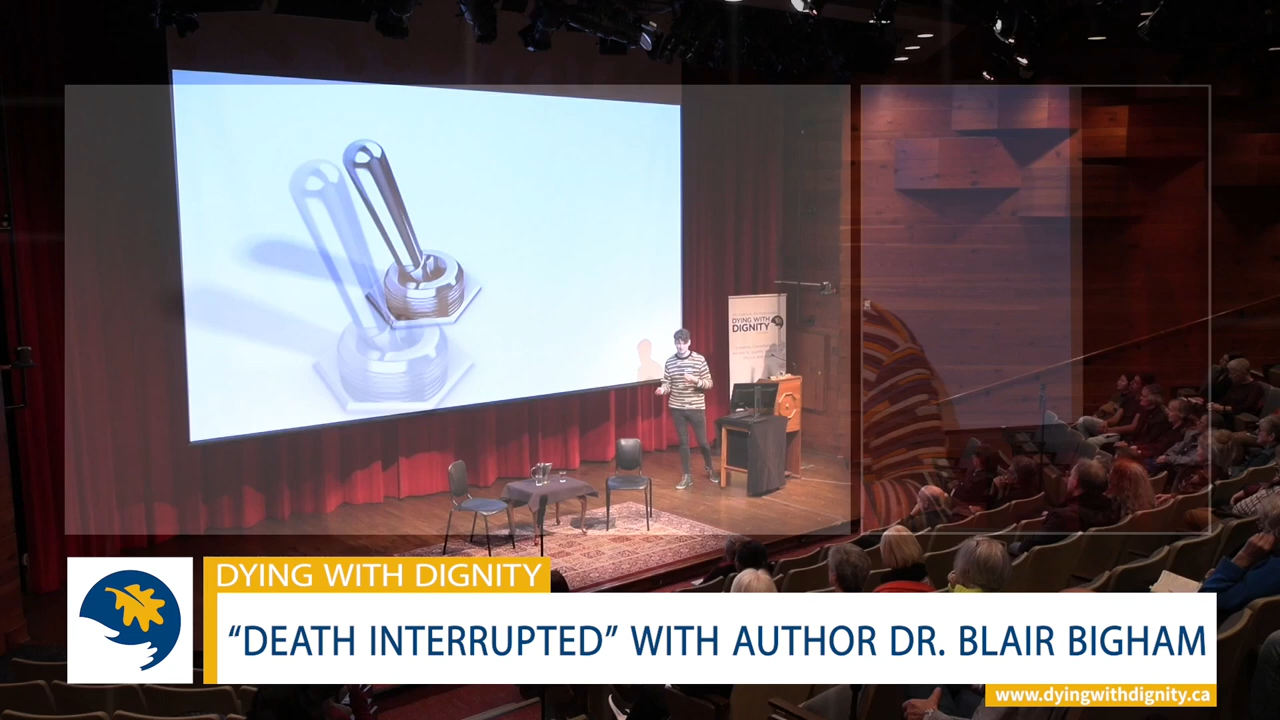 DYING WITH
DIGNITY
DYING WITH DIGNITY
“DEATH INTERRUPTED” WITH AUTHOR DR. BLAIR BIGHAM
www.dyingwithdignity.ca